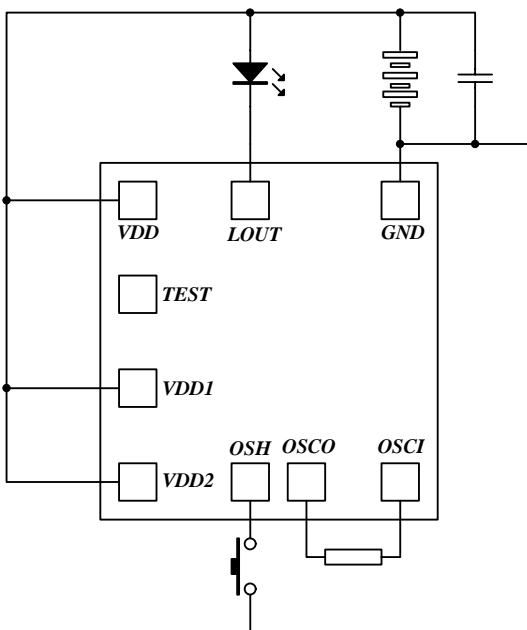 VDD LOUT GND
TEST
VDD1
OSH OSCO OSCI
VDD2